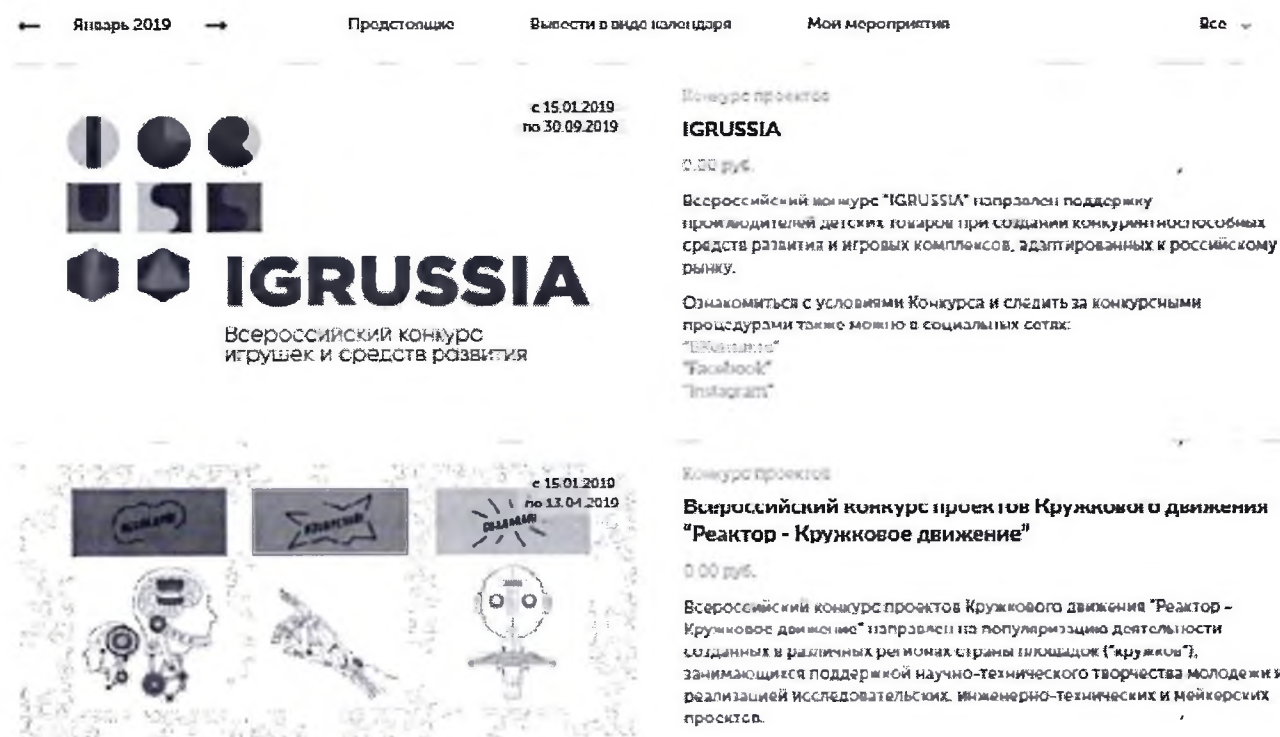 ← Январь 2019 → Предстоящие Вывести в виде календаря Мои мероприятия Все
с 15.01.2019
по 30.09.2019
IGRUSSIA
Всероссийский конкурс
игрушек и средств развития
Конкурс проектов
IGRUSSIA
0.00 руб.
Всероссийский конкурс "IGRUSSIA" направлен поддержку
производителей детских товаров при создании конкурентноспособных
средств развития и игровых комплексов, адаптированных к российскому
рынку.
Ознакомиться с условиями Конкурса и следить за конкурсными
процедурами также можно в социальных сетях:
"ВКонтакте"
"Facebook"
"Instagram"
с 15.01.2019
по 13.04.2019
Конкурс проектов
Всероссийский конкурс проектов Кружкового движения
"Реактор - Кружковое движение"
0.00 руб.
Всероссийский конкурс проектов Кружкового движения "Реактор –
Кружковое движение" направлен на популяризацию деятельности
созданных в различных регионах страны площадок ("кружков"),
занимающихся поддержкой научно-технического творчества молодежи и
реализацией исследовательских, инженерно-технических и мейкерских
проектов.